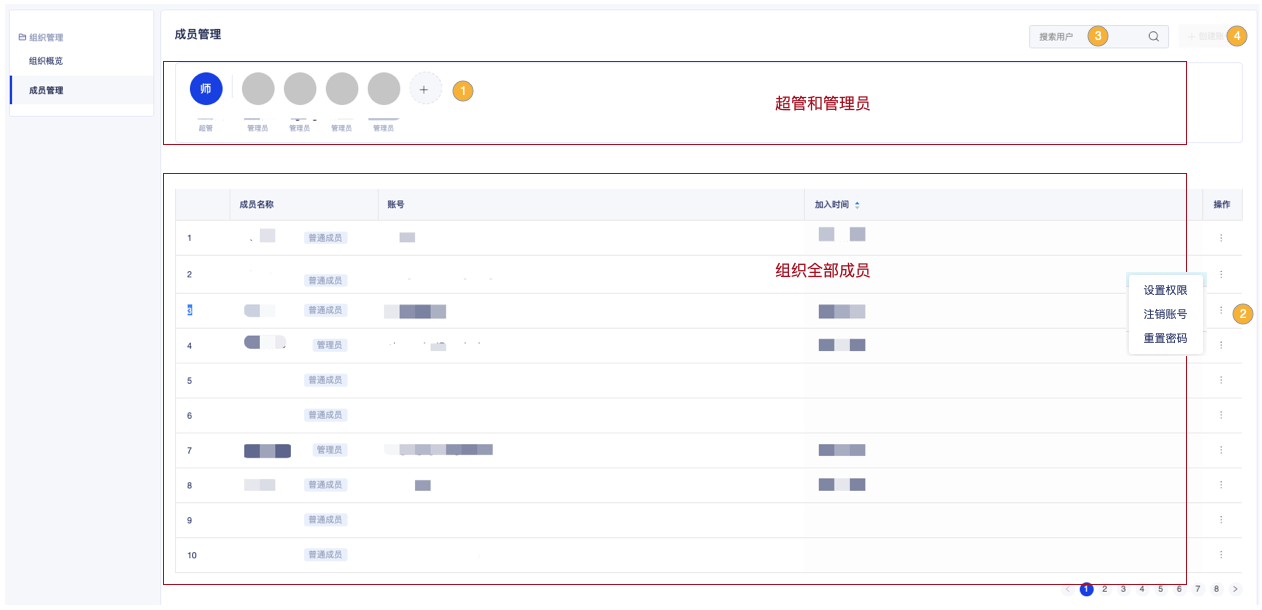 组织管理
组织概览
成员管理
成员管理
搜索用户
3
4
师
+
1
超管
管理员
管理员
管理员
管理员
超管和管理员
成员名称
账号
加入时间
操作
1
普通成员
2
普通成员
组织全部成员
设置权限
注销账号
重置密码
3
普通成员
2
4
管理员
5
普通成员
6
普通成员
7
管理员
8
普通成员
9
普通成员
10
普通成员
< 1 2 3 4 5 6 7 8 >